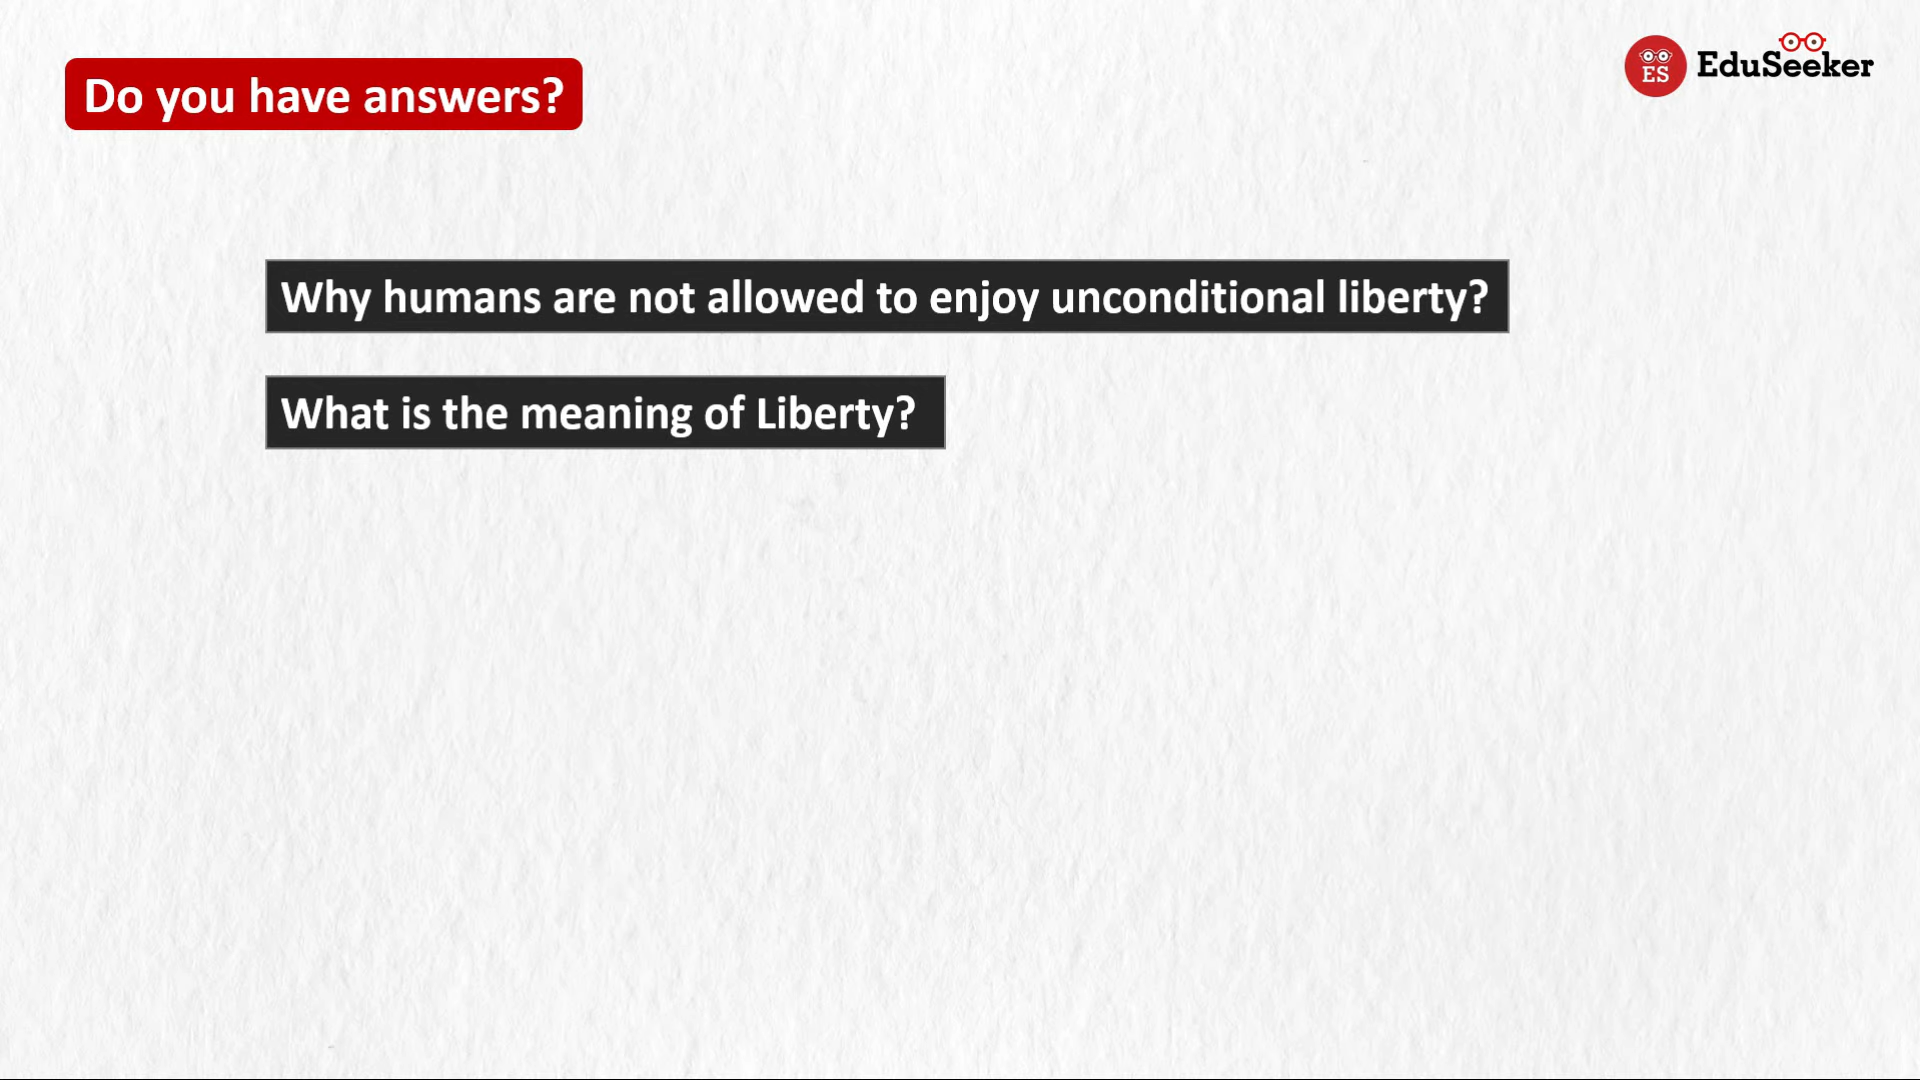 Do you have answers?
ES EduSeeker
Why humans are not allowed to enjoy unconditional liberty?
What is the meaning of Liberty?